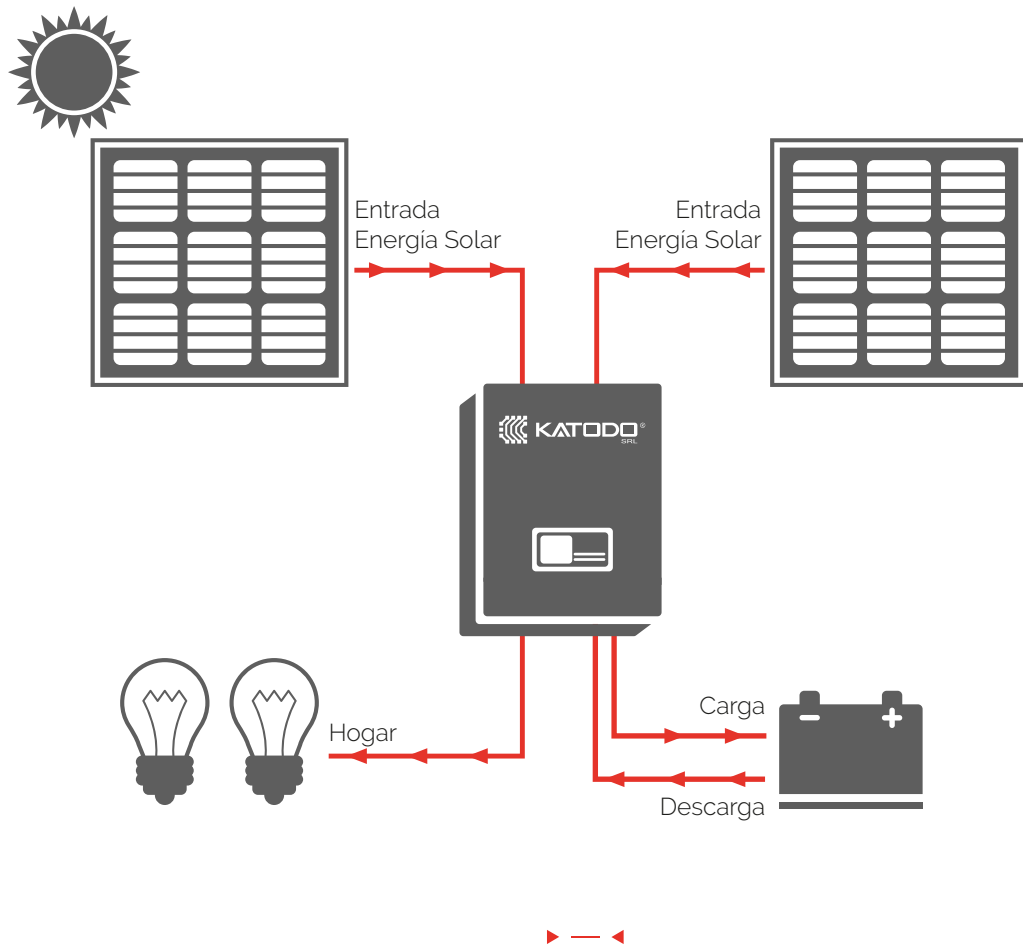 Entrada
Energía Solar
Entrada
Energía Solar
KATODO®
SRL
Hogar
Carga
Descarga